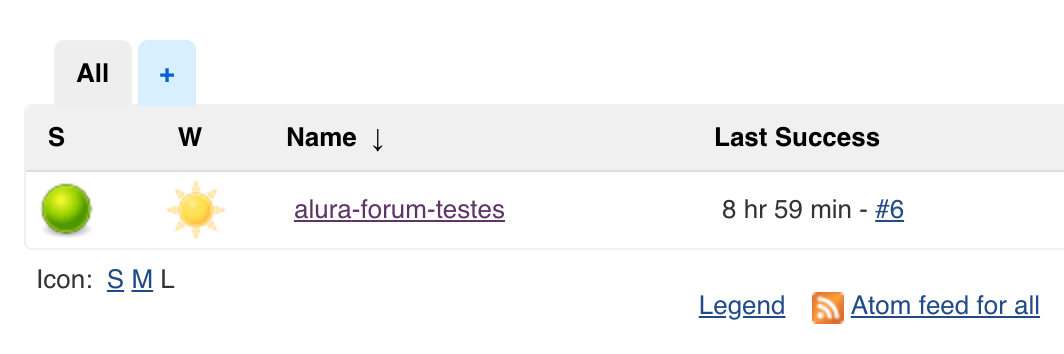 All +
S W Name ↓ Last Success
alura-forum-testes 8 hr 59 min - #6
Icon: S M L
Legend Atom feed for all